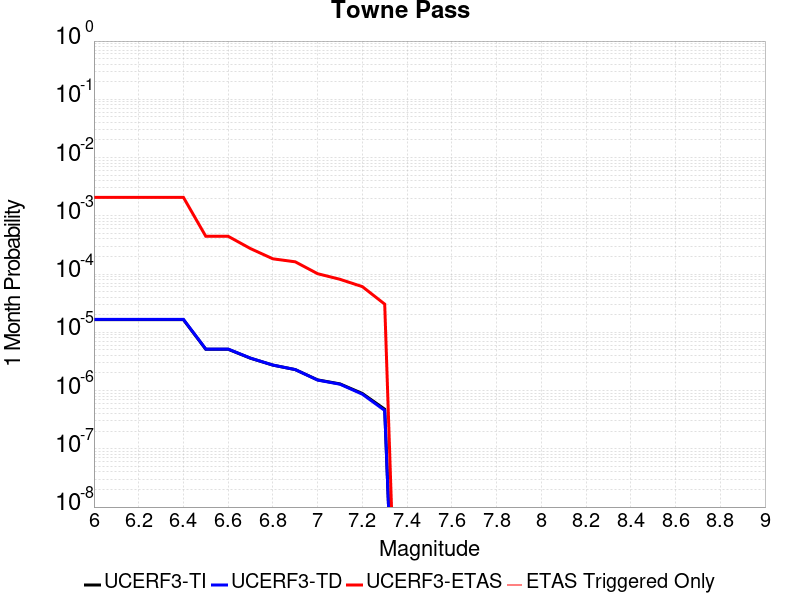 Towne Pass
10^0
10^-1
10^-2
10^-3
10^-4
10^-5
10^-6
10^-7
10^-8
1 Month Probability
6 6.2 6.4 6.6 6.8 7 7.2 7.4 7.6 7.8 8 8.2 8.4 8.6 8.8 9
Magnitude
UCERF3-TI UCERF3-TD UCERF3-ETAS ETAS Triggered Only